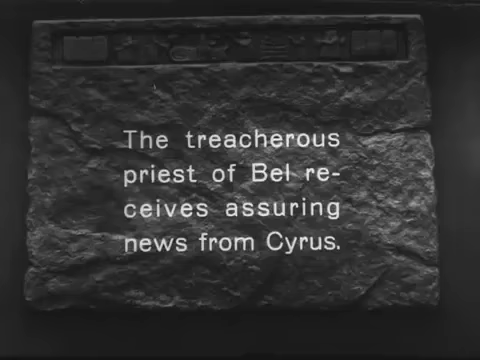 The treacherous
priest of Bel re-
ceives assuring
news from Cyrus.